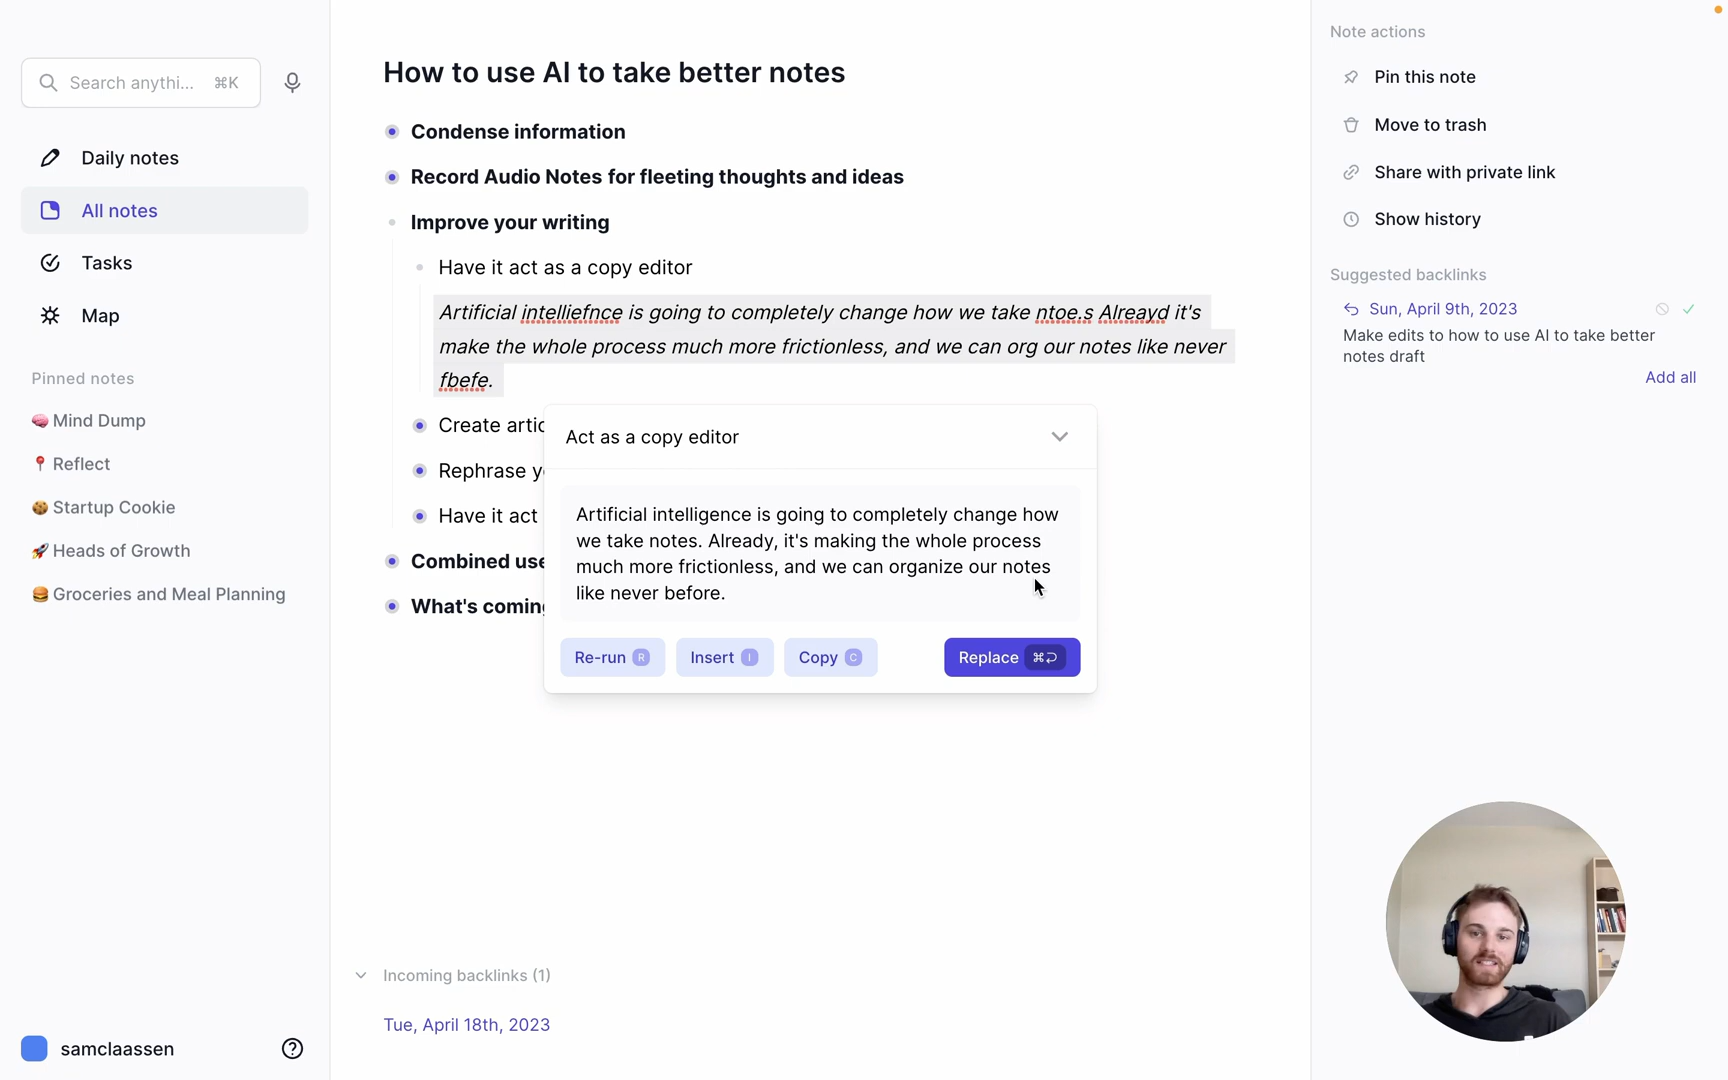 Search anythi... ⌘K
Daily notes
All notes
Tasks
Map
Pinned notes
🧠 Mind Dump
📍 Reflect
🍪 Startup Cookie
🚀 Heads of Growth
🍔 Groceries and Meal Planning
samclaassen
How to use AI to take better notes
Condense information
Record Audio Notes for fleeting thoughts and ideas
Improve your writing
Have it act as a copy editor
Artificial intelliefnce is going to completely change how we take ntoe.s Alreayd it's
make the whole process much more frictionless, and we can org our notes like never
fbefe.
Create artic
Rephrase y
Have it act
Combined use
What's coming
Act as a copy editor
Artificial intelligence is going to completely change how
we take notes. Already, it's making the whole process
much more frictionless, and we can organize our notes
like never before.
Re-run R Insert I Copy C Replace ⌘⏎
Incoming backlinks (1)
Tue, April 18th, 2023
Note actions
Pin this note
Move to trash
Share with private link
Show history
Suggested backlinks
Sun, April 9th, 2023
Make edits to how to use AI to take better
notes draft
Add all